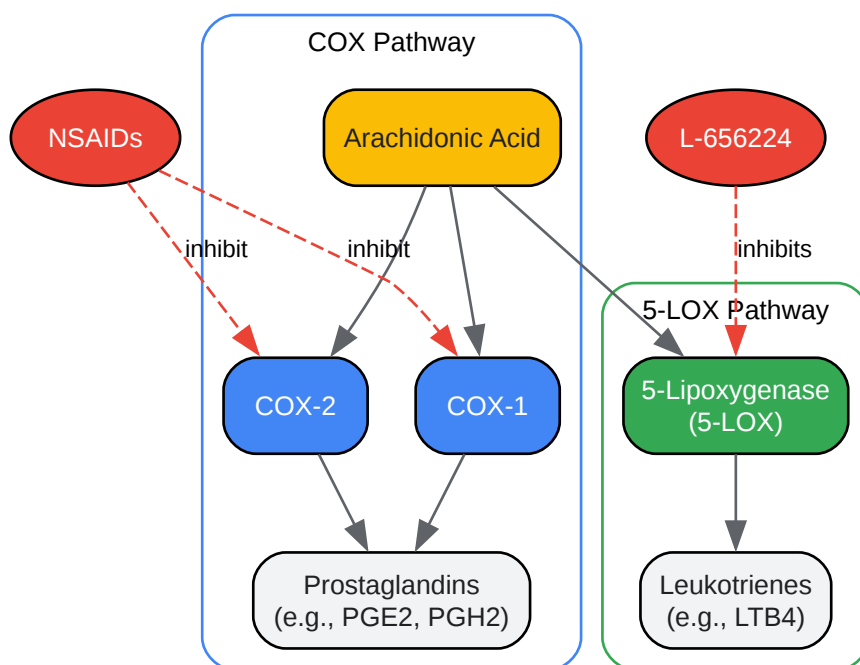 COX Pathway
NSAIDs
Arachidonic Acid
L-656224
inhibit
inhibit
inhibits
5-LOX Pathway
COX-2
COX-1
5-Lipoxygenase
(5-LOX)
Prostaglandins
(e.g., PGE2, PGH2)
Leukotrienes
(e.g., LTB4)